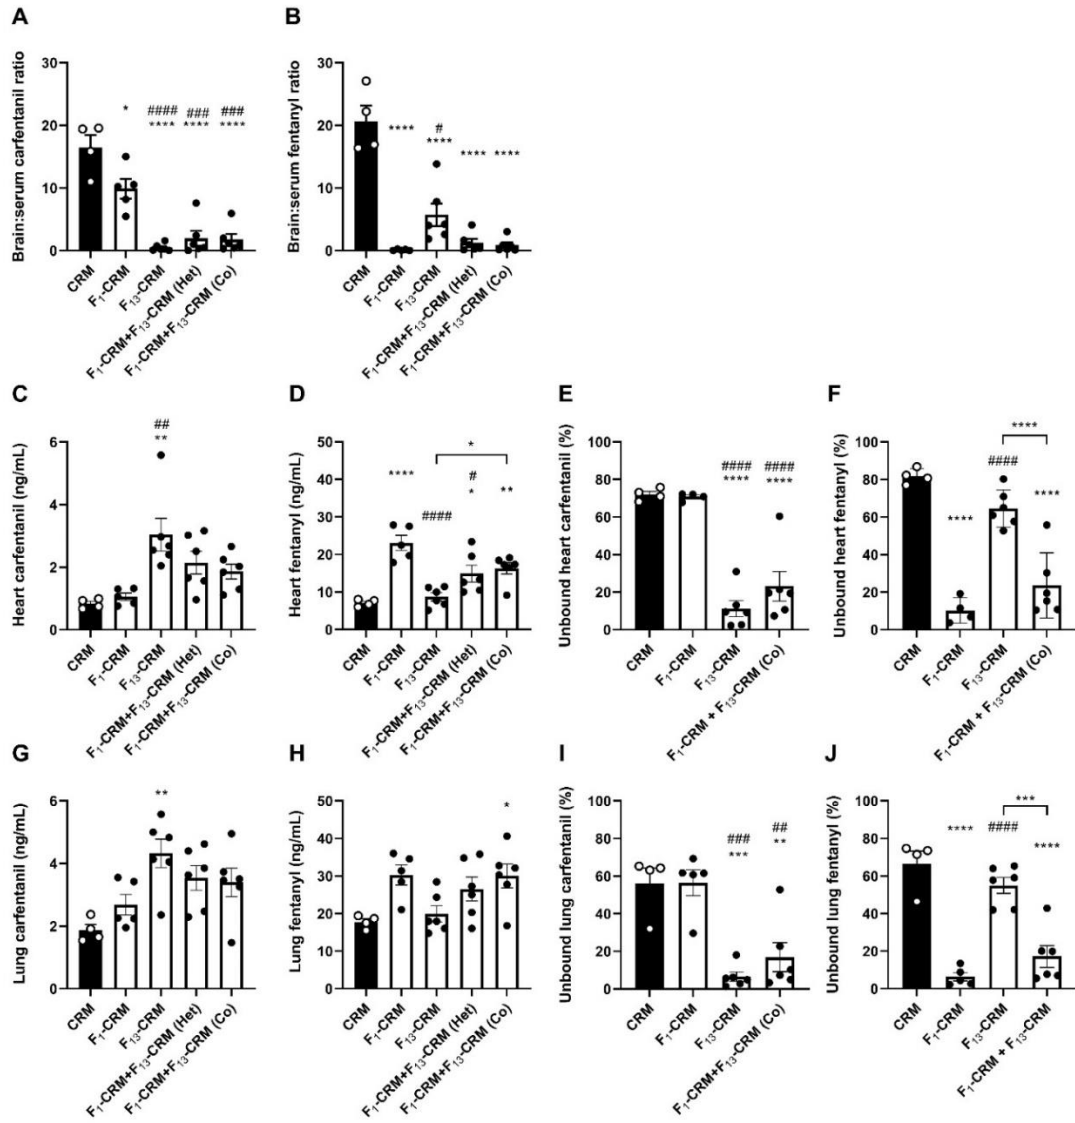 A
Brain:serum carfentanil ratio
30
20
10
0
*
####
****
###
****
###
****
CRM
F₁-CRM
F₁₃-CRM
F₁-CRM+F₁₃-CRM (Het)
F₁-CRM+F₁₃-CRM (Co)
B
Brain:serum fentanyl ratio
30
20
10
0
****
#
****
****
****
CRM
F₁-CRM
F₁₃-CRM
F₁-CRM+F₁₃-CRM (Het)
F₁-CRM+F₁₃-CRM (Co)
C
Heart carfentanil (ng/mL)
6
4
2
0
##
**
CRM
F₁-CRM
F₁₃-CRM
F₁-CRM+F₁₃-CRM (Het)
F₁-CRM+F₁₃-CRM (Co)
D
Heart fentanyl (ng/mL)
50
40
30
20
10
0
*
****
####
#
*
**
CRM
F₁-CRM
F₁₃-CRM
F₁-CRM+F₁₃-CRM (Het)
F₁-CRM+F₁₃-CRM (Co)
E
Unbound heart carfentanil (%)
100
80
60
40
20
0
####
****
####
****
CRM
F₁-CRM
F₁₃-CRM
F₁-CRM + F₁₃-CRM (Co)
F
Unbound heart fentanyl (%)
100
80
60
40
20
0
****
****
####
****
CRM
F₁-CRM
F₁₃-CRM
F₁-CRM + F₁₃-CRM (Co)
G
Lung carfentanil (ng/mL)
6
4
2
0
**
CRM
F₁-CRM
F₁₃-CRM
F₁-CRM+F₁₃-CRM (Het)
F₁-CRM+F₁₃-CRM (Co)
H
Lung fentanyl (ng/mL)
50
40
30
20
10
0
*
CRM
F₁-CRM
F₁₃-CRM
F₁-CRM+F₁₃-CRM (Het)
F₁-CRM+F₁₃-CRM (Co)
I
Unbound lung carfentanil (%)
100
80
60
40
20
0
###
***
##
**
CRM
F₁-CRM
F₁₃-CRM
F₁-CRM+F₁₃-CRM (Co)
J
Unbound lung fentanyl (%)
100
80
60
40
20
0
***
****
####
****
CRM
F₁-CRM
F₁₃-CRM
F₁-CRM + F₁₃-CRM